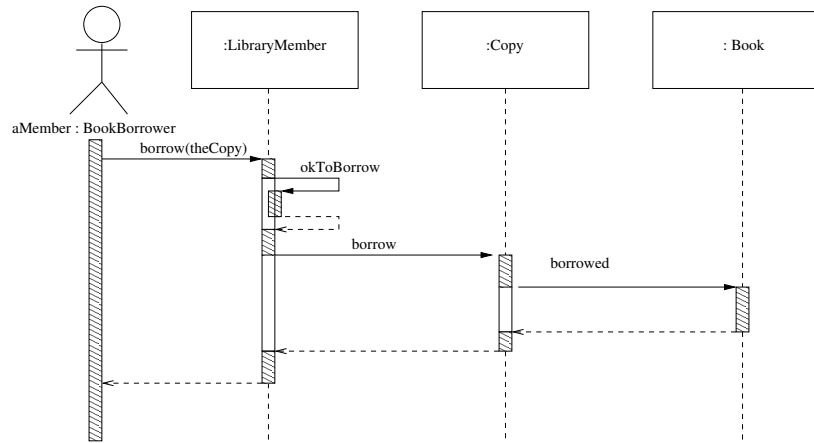 :LibraryMember
:Copy
: Book
aMember : BookBorrower
borrow(theCopy)
okToBorrow
borrow
borrowed